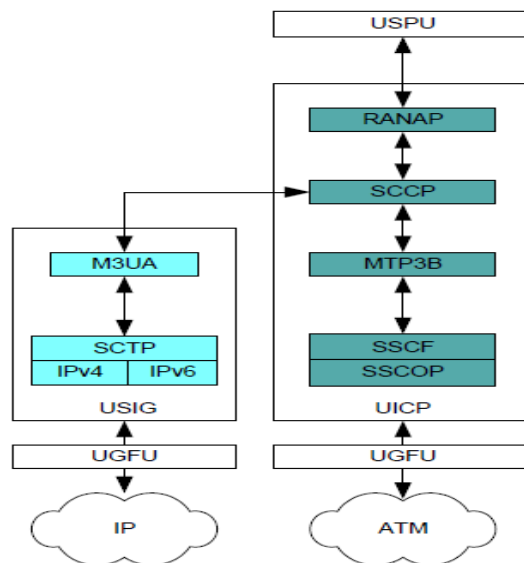 USPU
RANAP
SCCP
M3UA
MTP3B
SCTP
IPv4 IPv6
SSCF
SSCOP
USIG
UICP
UGFU
UGFU
IP
ATM